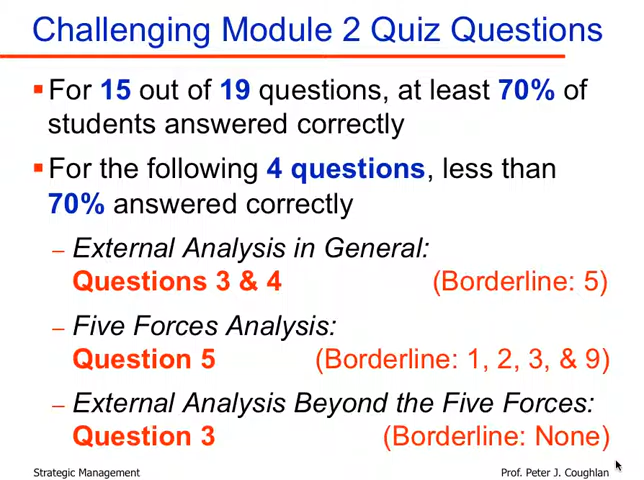 Challenging Module 2 Quiz Questions
For 15 out of 19 questions, at least 70% of
students answered correctly
For the following 4 questions, less than
70% answered correctly
– External Analysis in General:
Questions 3 & 4 (Borderline: 5)
– Five Forces Analysis:
Question 5 (Borderline: 1, 2, 3, & 9)
– External Analysis Beyond the Five Forces:
Question 3 (Borderline: None)
Strategic Management Prof. Peter J. Coughlan